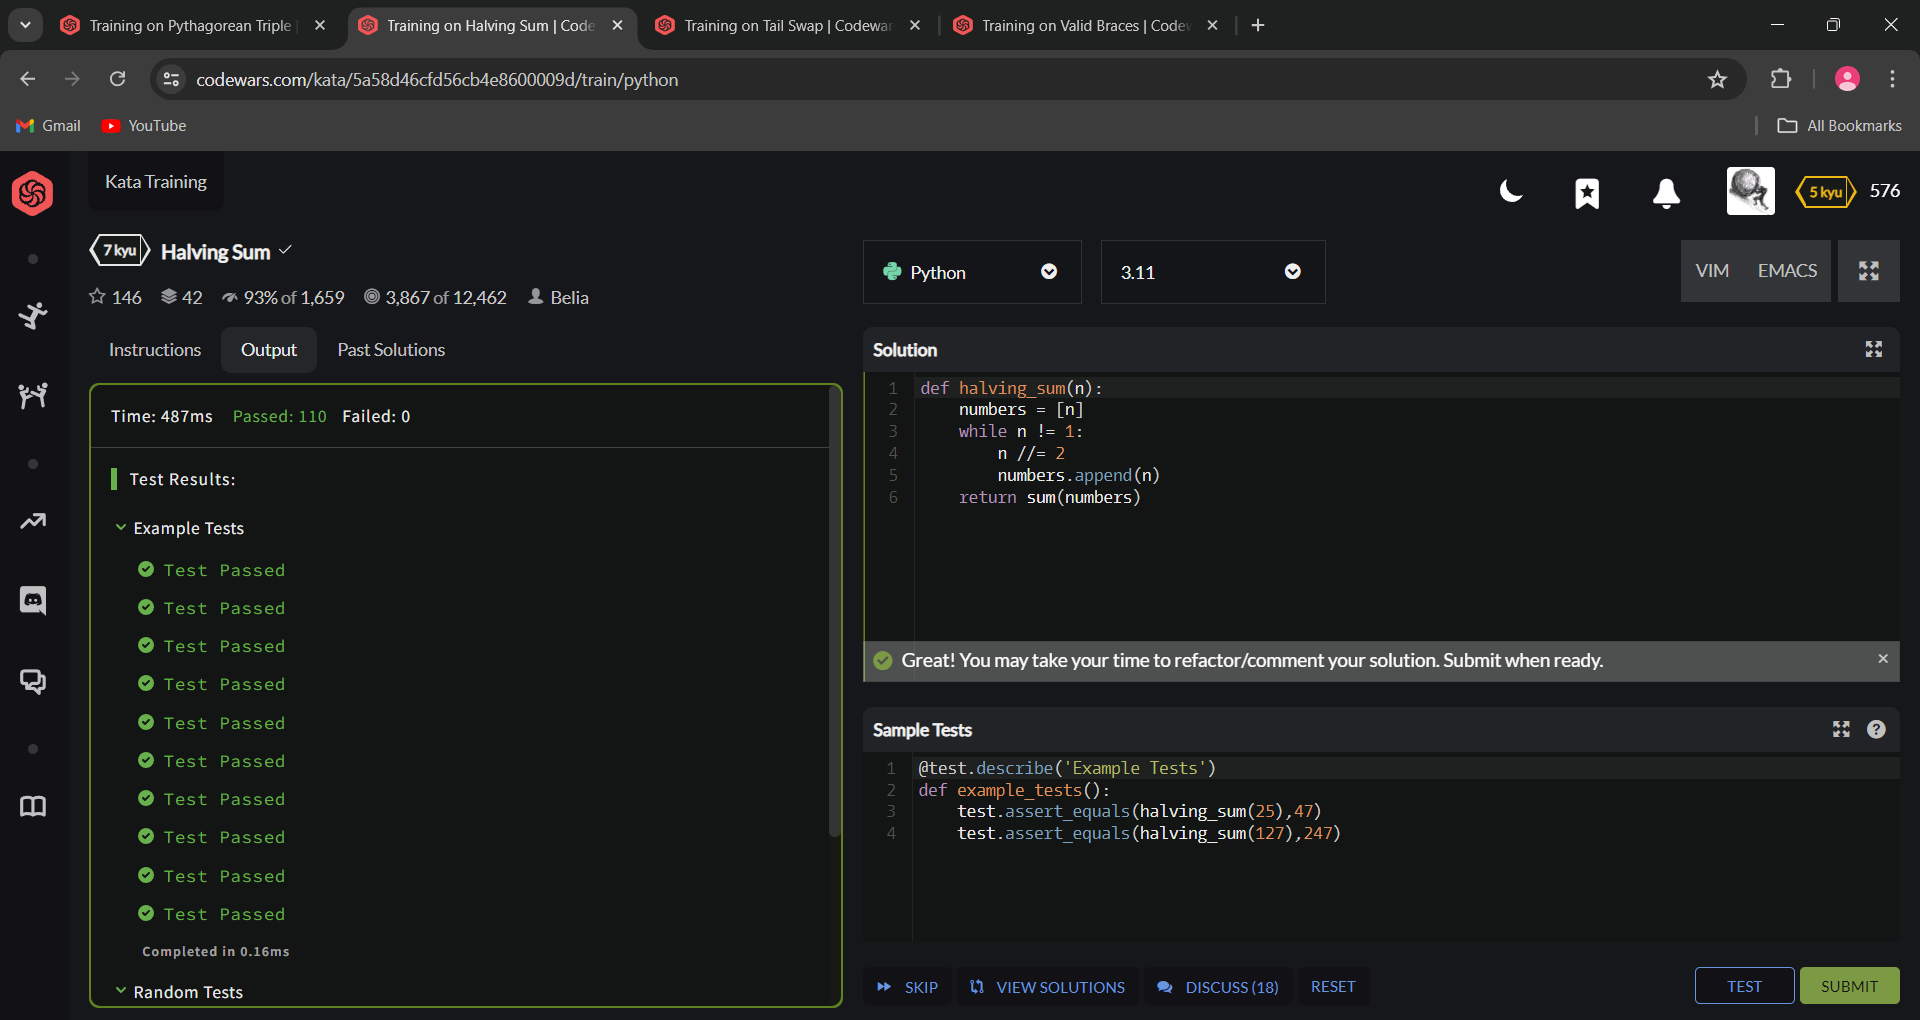 Training on Pythagorean Triple |
Training on Halving Sum | Code
Training on Tail Swap | Codewar
Training on Valid Braces | Codew
codewars.com/kata/5a58d46cfd56cb4e8600009d/train/python
Gmail
YouTube
All Bookmarks
Kata Training
5 kyu
576
7 kyu
Halving Sum
146
42
93% of 1,659
3,867 of 12,462
Belia
Python
3.11
VIM
EMACS
Instructions
Output
Past Solutions
Time: 487ms Passed: 110 Failed: 0
Test Results:
Example Tests
Test Passed
Test Passed
Test Passed
Test Passed
Test Passed
Test Passed
Test Passed
Test Passed
Test Passed
Test Passed
Completed in 0.16ms
Random Tests
Solution
1 def halving_sum(n):
2     numbers = [n]
3     while n != 1:
4         n //= 2
5         numbers.append(n)
6     return sum(numbers)
Great! You may take your time to refactor/comment your solution. Submit when ready.
Sample Tests
1 @test.describe('Example Tests')
2 def example_tests():
3     test.assert_equals(halving_sum(25),47)
4     test.assert_equals(halving_sum(127),247)
SKIP
VIEW SOLUTIONS
DISCUSS (18)
RESET
TEST
SUBMIT